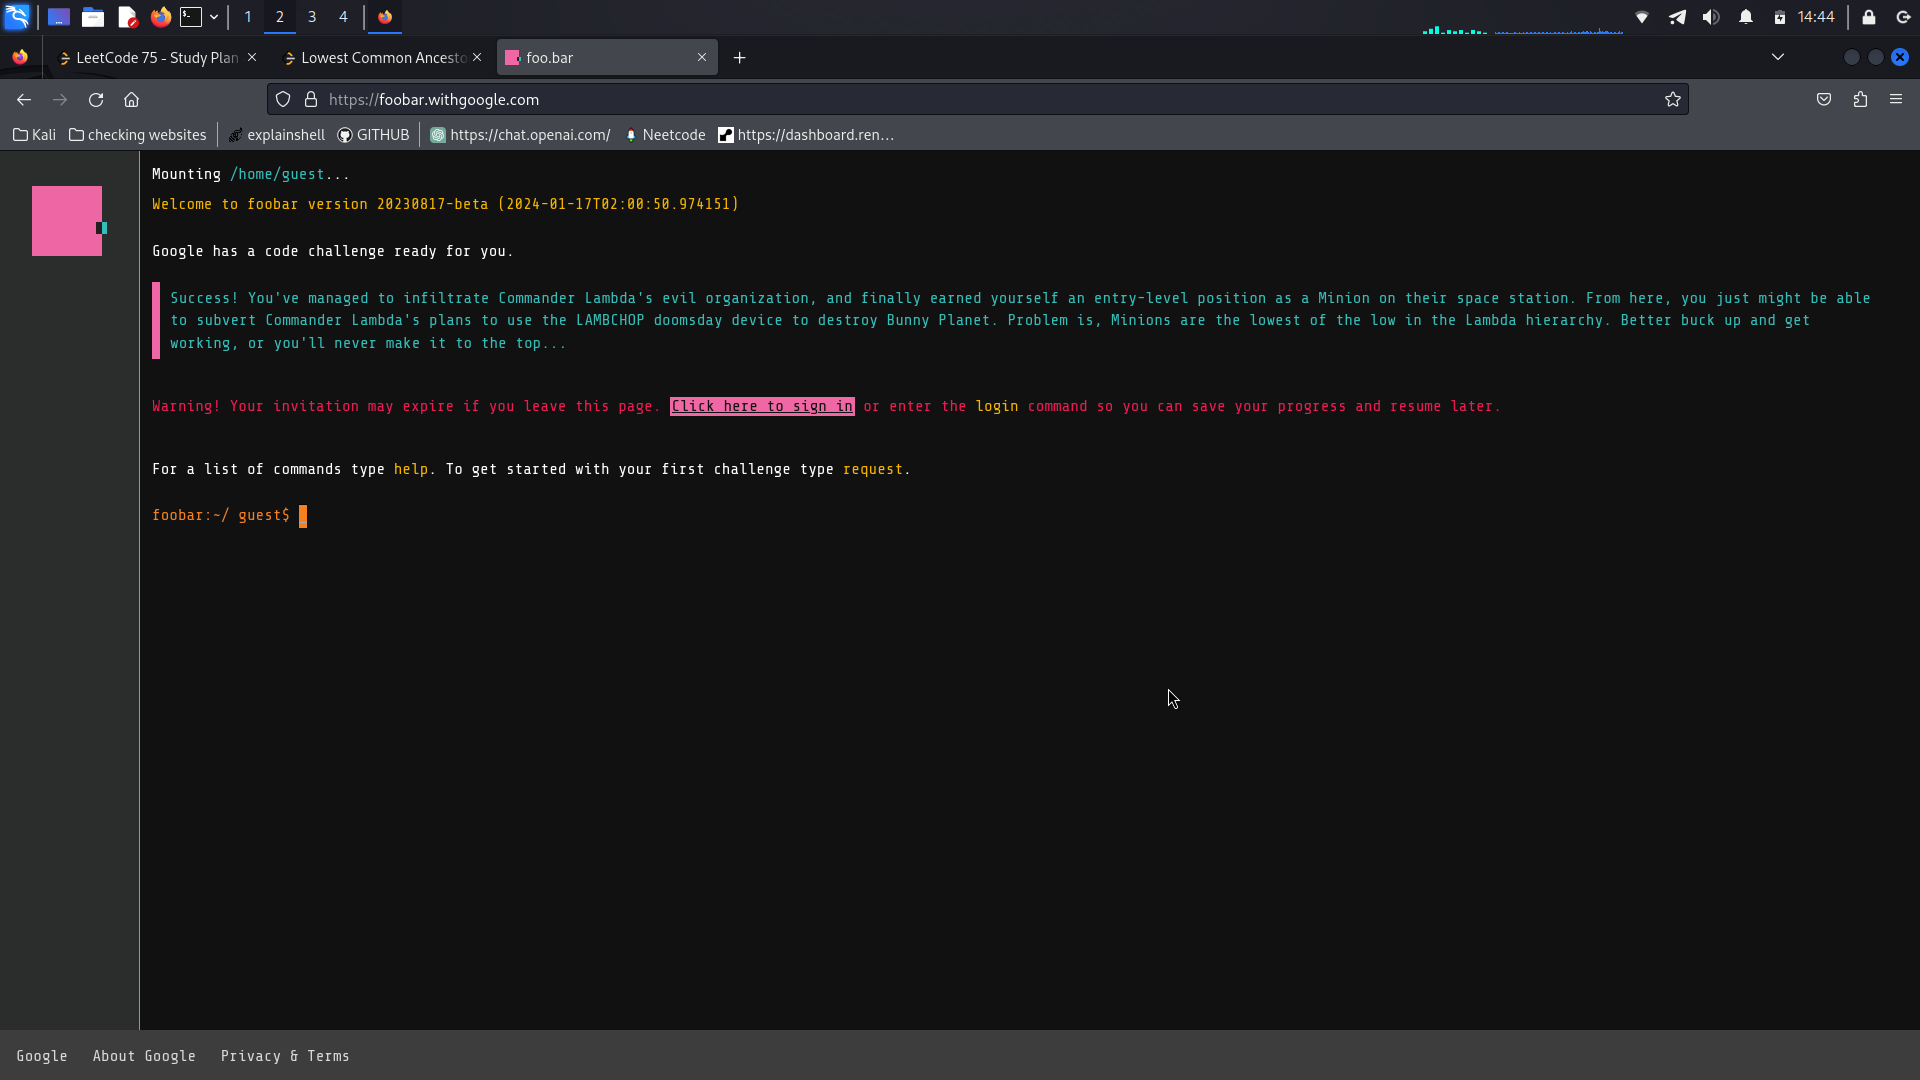 1 2 3 4 14:44
LeetCode 75 - Study Plan Lowest Common Ancesto foo.bar
https://foobar.withgoogle.com
Kali checking websites explainshell GITHUB https://chat.openai.com/ Neetcode https://dashboard.ren...
Mounting /home/guest...
Welcome to foobar version 20230817-beta (2024-01-17T02:00:50.974151)
Google has a code challenge ready for you.
Success! You've managed to infiltrate Commander Lambda's evil organization, and finally earned yourself an entry-level position as a Minion on their space station. From here, you just might be able
to subvert Commander Lambda's plans to use the LAMBCHOP doomsday device to destroy Bunny Planet. Problem is, Minions are the lowest of the low in the Lambda hierarchy. Better buck up and get
working, or you'll never make it to the top...
Warning! Your invitation may expire if you leave this page. Click here to sign in or enter the login command so you can save your progress and resume later.
For a list of commands type help. To get started with your first challenge type request.
foobar:~/ guest$
Google About Google Privacy & Terms